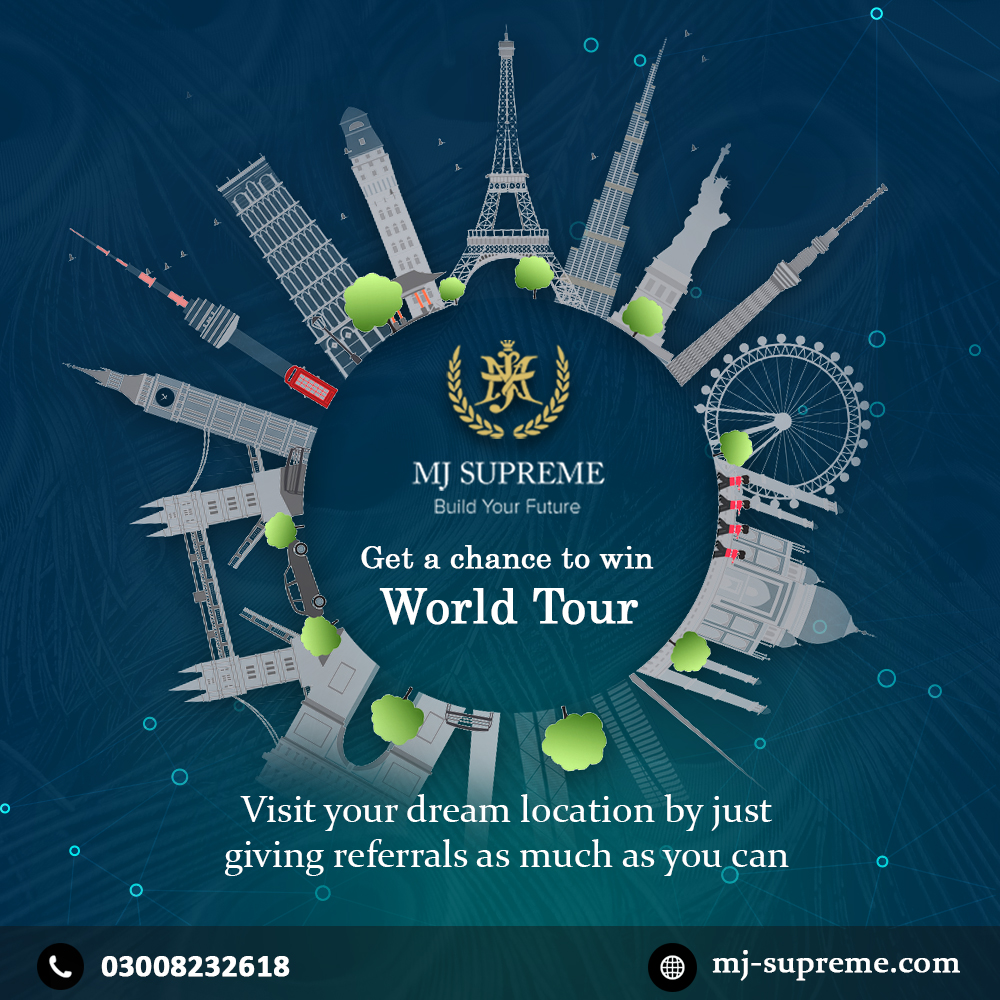 MJ SUPREME
Build Your Future
Get a chance to win
World Tour
Visit your dream location by just
giving referrals as much as you can
03008232618
mj-supreme.com